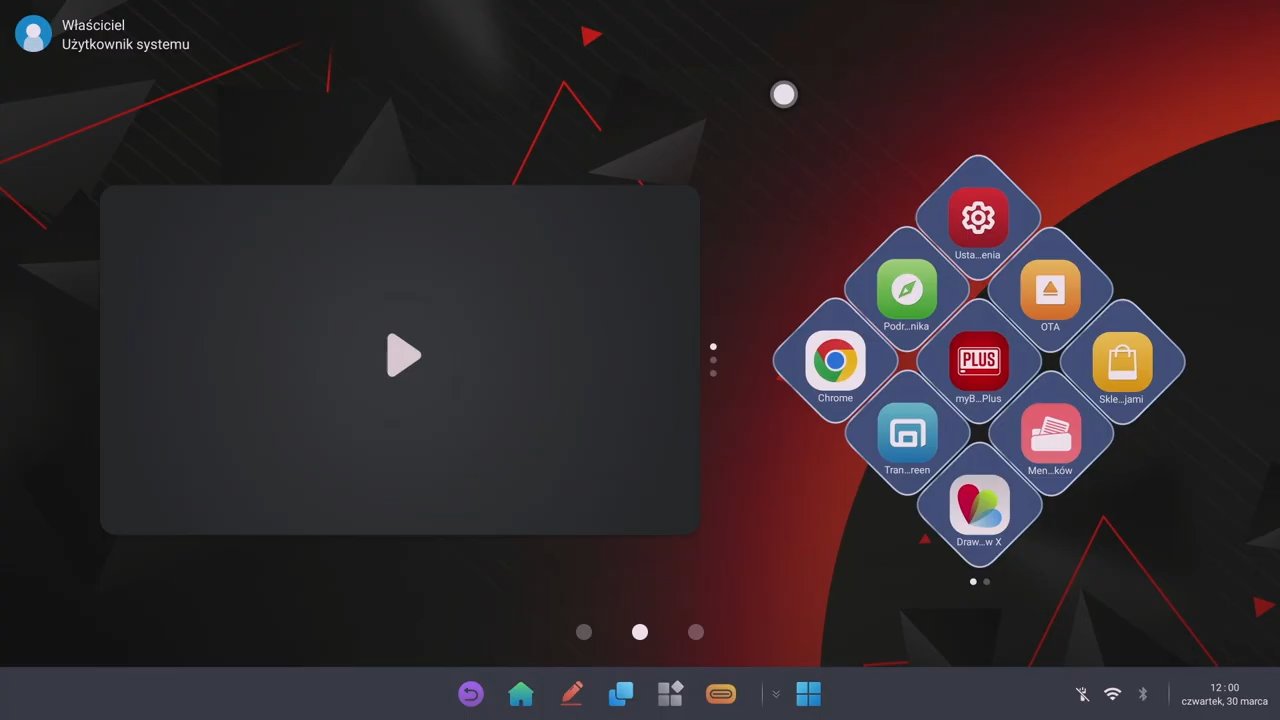 Właściciel
Użytkownik systemu
Usta...enia
Podr...nika
OTA
Chrome
PLUS
myB...Plus
Skle...jami
Tran...reen
Men...ków
Draw...w X
12:00
czwartek, 30 marca